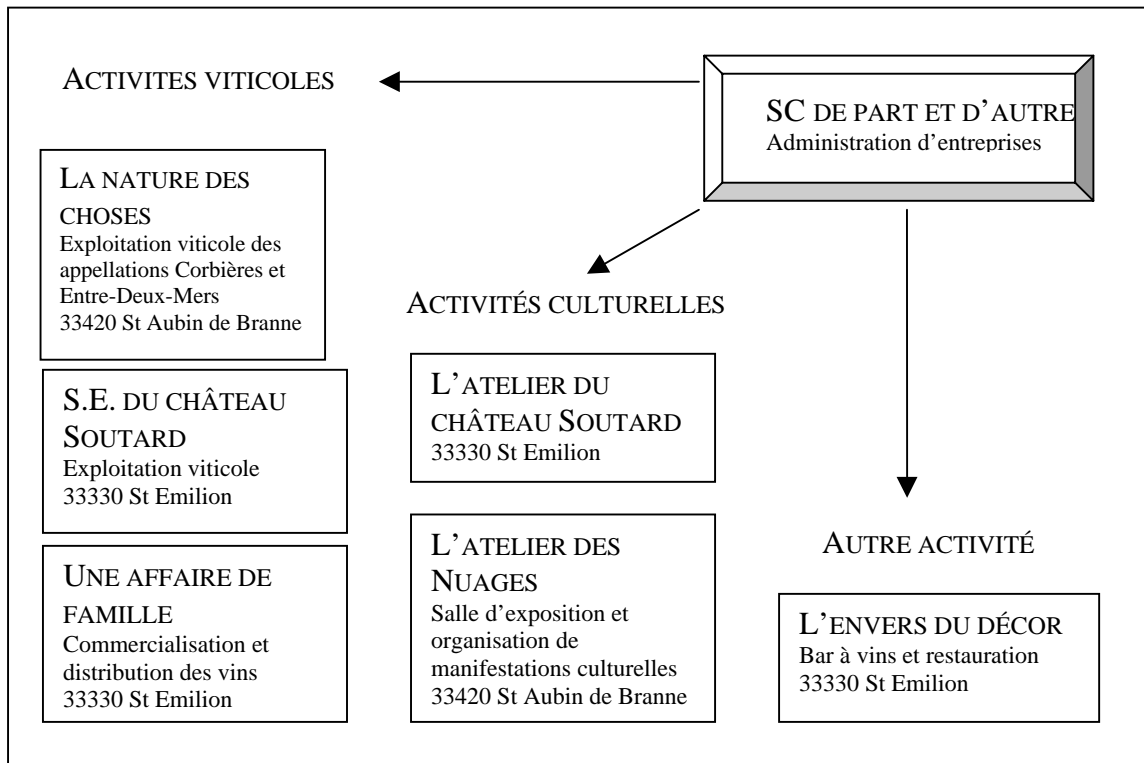 ACTIVITES VITICOLES
SC DE PART ET D'AUTRE
Administration d'entreprises
LA NATURE DES
CHOSES
Exploitation viticole des
appellations Corbières et
Entre-Deux-Mers
33420 St Aubin de Branne
S.E. DU CHÂTEAU
SOUTARD
Exploitation viticole
33330 St Emilion
UNE AFFAIRE DE
FAMILLE
Commercialisation et
distribution des vins
33330 St Emilion
ACTIVITÉS CULTURELLES
L'ATELIER DU
CHÂTEAU SOUTARD
33330 St Emilion
L'ATELIER DES
NUAGES
Salle d'exposition et
organisation de
manifestations culturelles
33420 St Aubin de Branne
AUTRE ACTIVITÉ
L'ENVERS DU DÉCOR
Bar à vins et restauration
33330 St Emilion